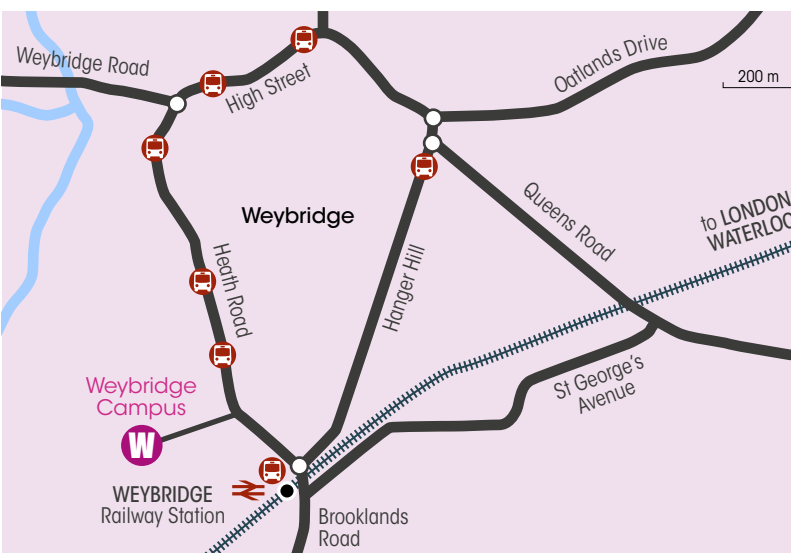 Weybridge Road
High Street
Oatlands Drive
200 m
Weybridge
Queens Road
to LONDON
Heath Road
Hanger Hill
Weybridge
Campus
W
St George's
Avenue
WEYBRIDGE
Railway Station
Brooklands
Road